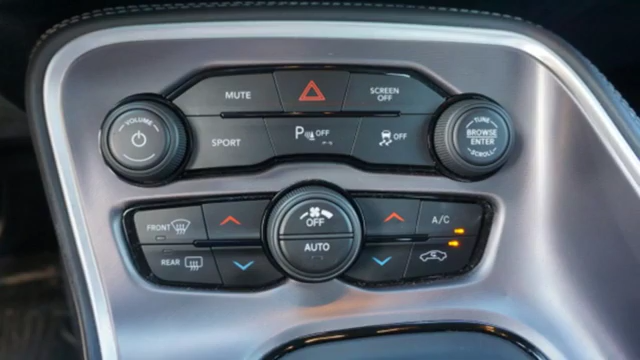 MUTE
SCREEN
OFF
VOLUME
SPORT
P OFF
OFF
TUNE
BROWSE
ENTER
SCROLL
FRONT
OFF
A/C
REAR
AUTO